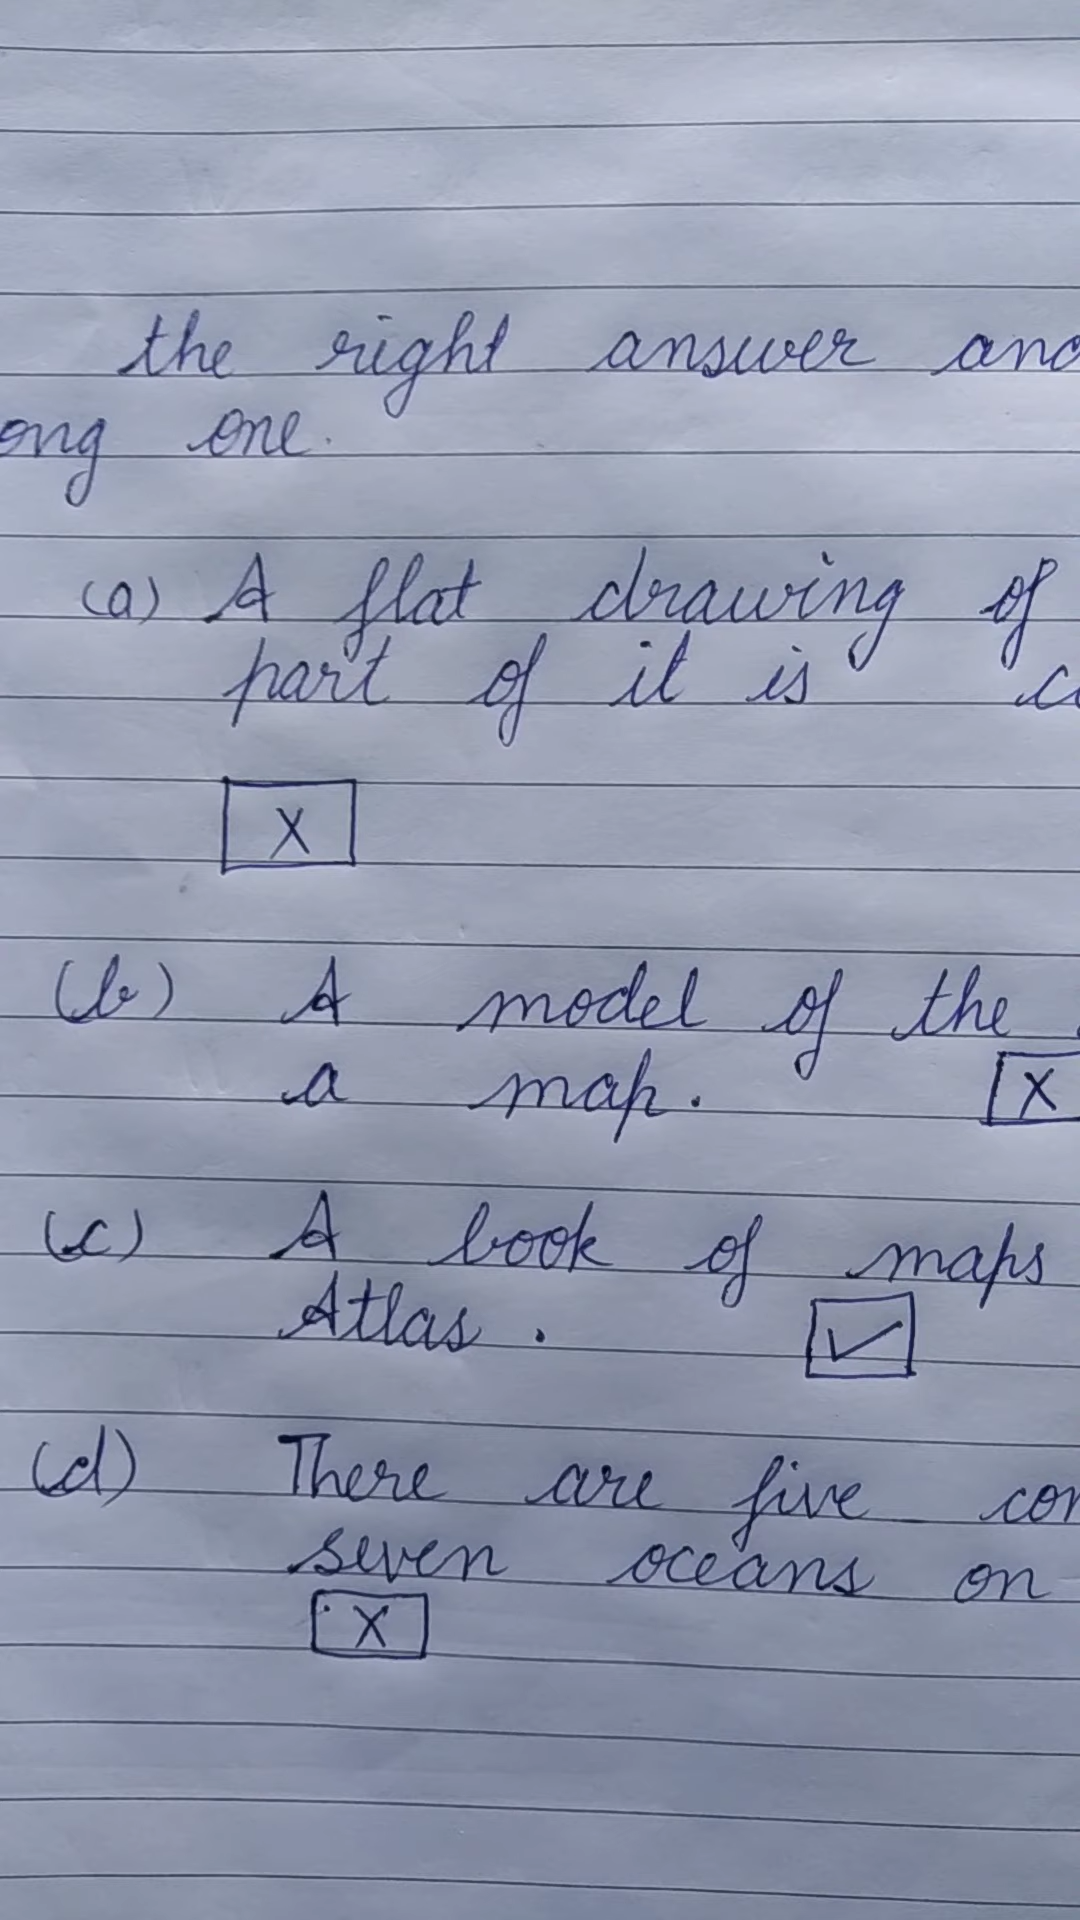 the right answer and
ong one.
(a) A flat drawing of
part of it is
X
(b) A model of the
a map. X
(c) A book of maps
Atlas. ✓
(d) There are five
seven oceans on
X